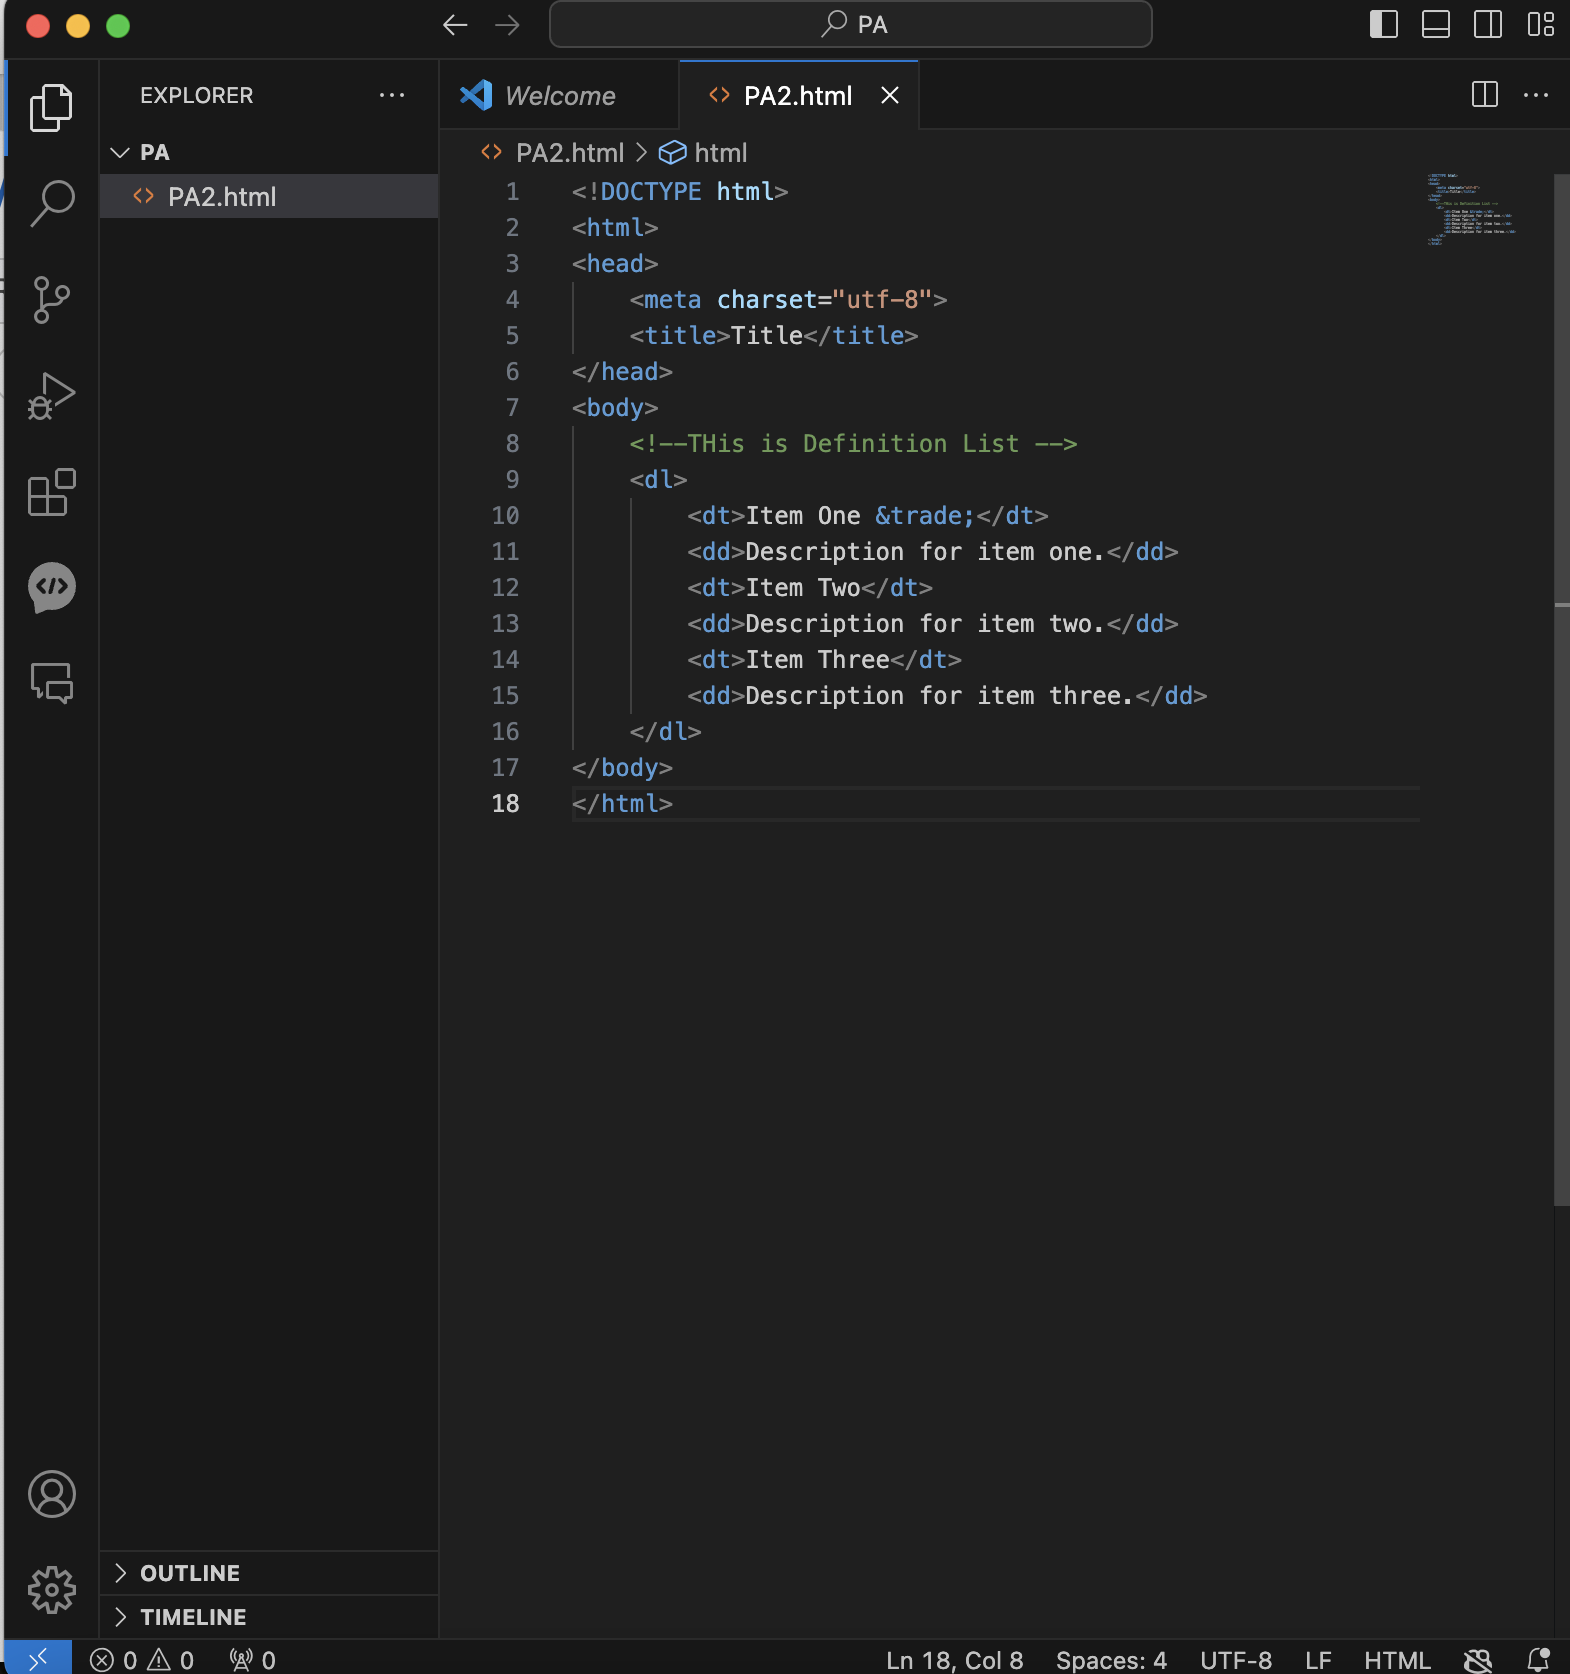 PA
EXPLORER
PA
PA2.html
Welcome
PA2.html
PA2.html > html
1 <!DOCTYPE html>
2 <html>
3 <head>
4     <meta charset="utf-8">
5     <title>Title</title>
6 </head>
7 <body>
8     <!--THis is Definition List -->
9     <dl>
10         <dt>Item One &trade;</dt>
11         <dd>Description for item one.</dd>
12         <dt>Item Two</dt>
13         <dd>Description for item two.</dd>
14         <dt>Item Three</dt>
15         <dd>Description for item three.</dd>
16     </dl>
17 </body>
18 </html>
OUTLINE
TIMELINE
0 0 0 Ln 18, Col 8 Spaces: 4 UTF-8 LF HTML